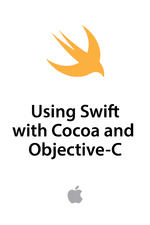 Using Swift
with Cocoa and
Objective-C